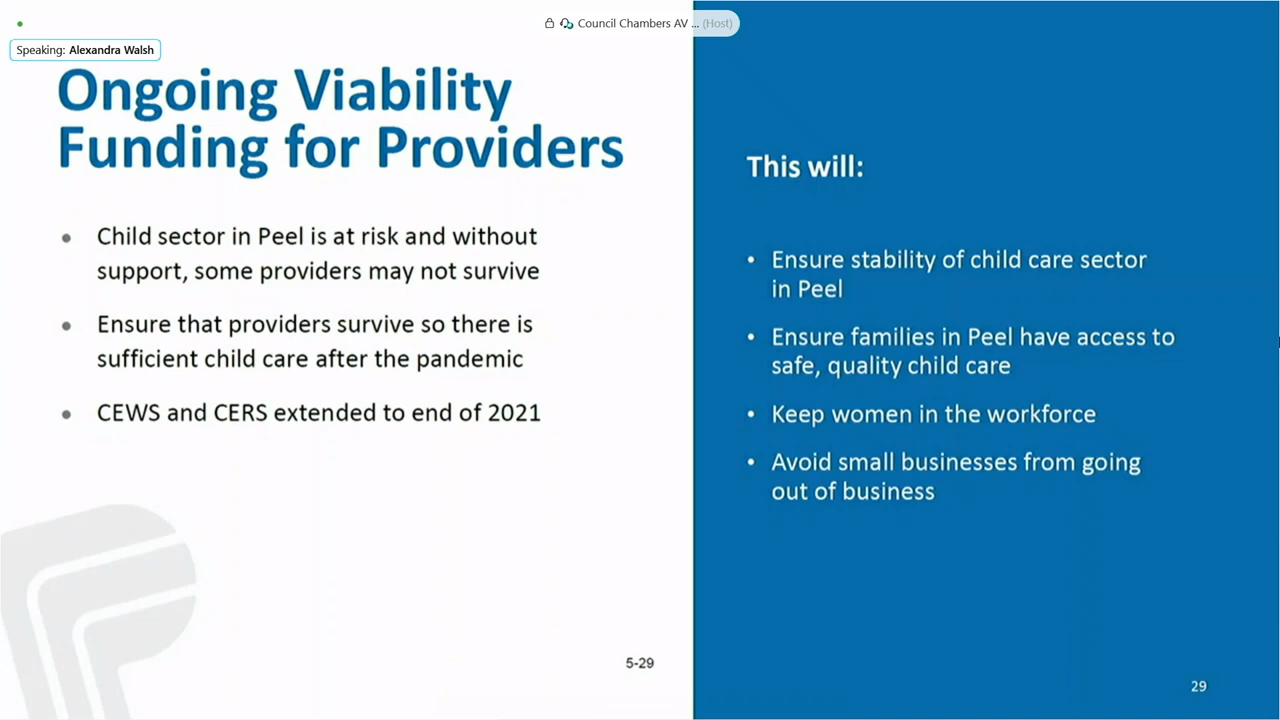 Council Chambers AV ... (Host)
Speaking: Alexandra Walsh
Ongoing Viability
Funding for Providers
• Child sector in Peel is at risk and without
support, some providers may not survive
• Ensure that providers survive so there is
sufficient child care after the pandemic
• CEWS and CERS extended to end of 2021
5-29
This will:
• Ensure stability of child care sector
in Peel
• Ensure families in Peel have access to
safe, quality child care
• Keep women in the workforce
• Avoid small businesses from going
out of business
29